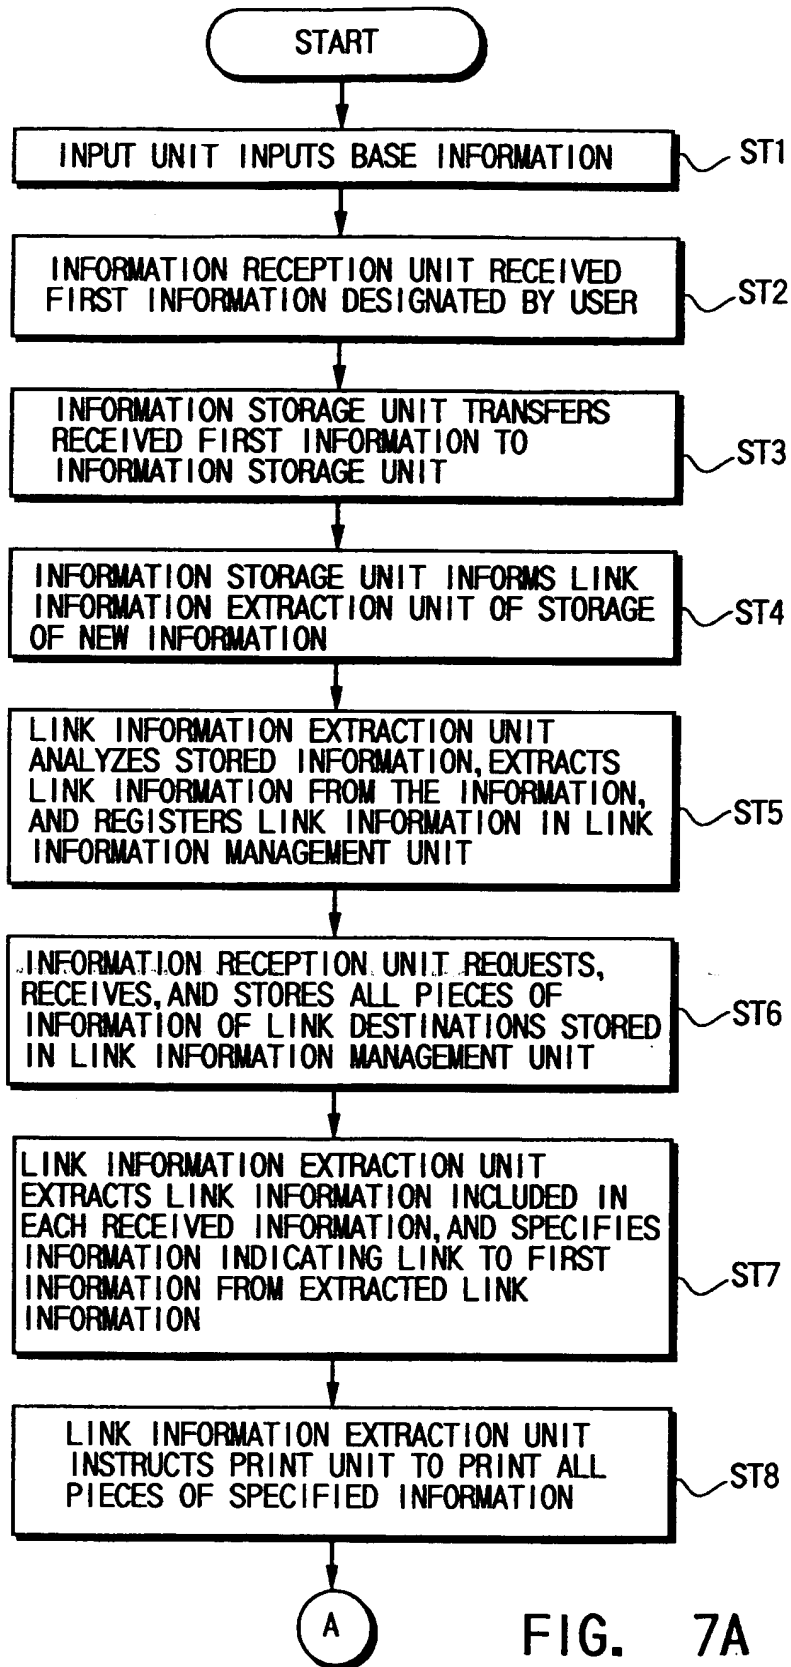 START
INPUT UNIT INPUTS BASE INFORMATION
ST1
INFORMATION RECEPTION UNIT RECEIVED
FIRST INFORMATION DESIGNATED BY USER
ST2
INFORMATION STORAGE UNIT TRANSFERS
RECEIVED FIRST INFORMATION TO
INFORMATION STORAGE UNIT
ST3
INFORMATION STORAGE UNIT INFORMS LINK
INFORMATION EXTRACTION UNIT OF STORAGE
OF NEW INFORMATION
ST4
LINK INFORMATION EXTRACTION UNIT
ANALYZES STORED INFORMATION, EXTRACTS
LINK INFORMATION FROM THE INFORMATION,
AND REGISTERS LINK INFORMATION IN LINK
INFORMATION MANAGEMENT UNIT
ST5
INFORMATION RECEPTION UNIT REQUESTS,
RECEIVES, AND STORES ALL PIECES OF
INFORMATION OF LINK DESTINATIONS STORED
IN LINK INFORMATION MANAGEMENT UNIT
ST6
LINK INFORMATION EXTRACTION UNIT
EXTRACTS LINK INFORMATION INCLUDED IN
EACH RECEIVED INFORMATION, AND SPECIFIES
INFORMATION INDICATING LINK TO FIRST
INFORMATION FROM EXTRACTED LINK
INFORMATION
ST7
LINK INFORMATION EXTRACTION UNIT
INSTRUCTS PRINT UNIT TO PRINT ALL
PIECES OF SPECIFIED INFORMATION
ST8
A
FIG. 7A